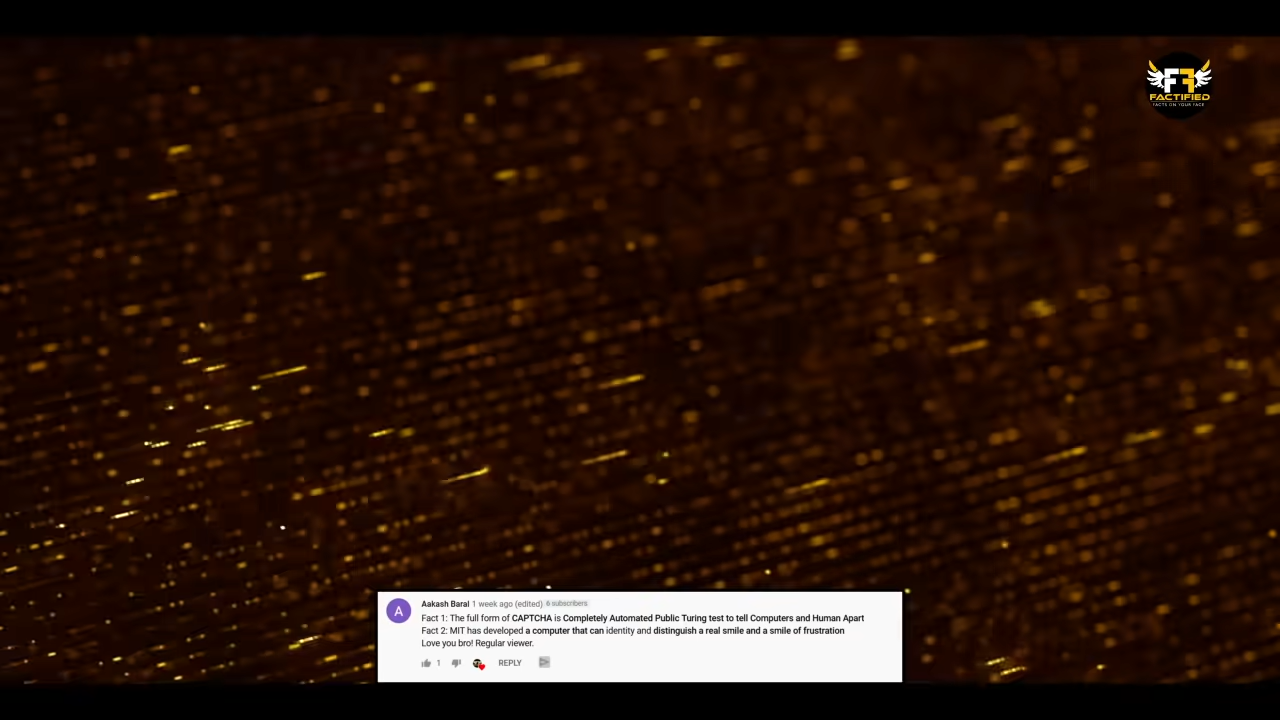 FF
FACTIFIED
FACTS ON YOUR FACE
A
Aakash Baral 1 week ago (edited) 6 subscribers
Fact 1: The full form of CAPTCHA is Completely Automated Public Turing test to tell Computers and Human Apart
Fact 2: MIT has developed a computer that can identity and distinguish a real smile and a smile of frustration
Love you bro! Regular viewer.
1 REPLY